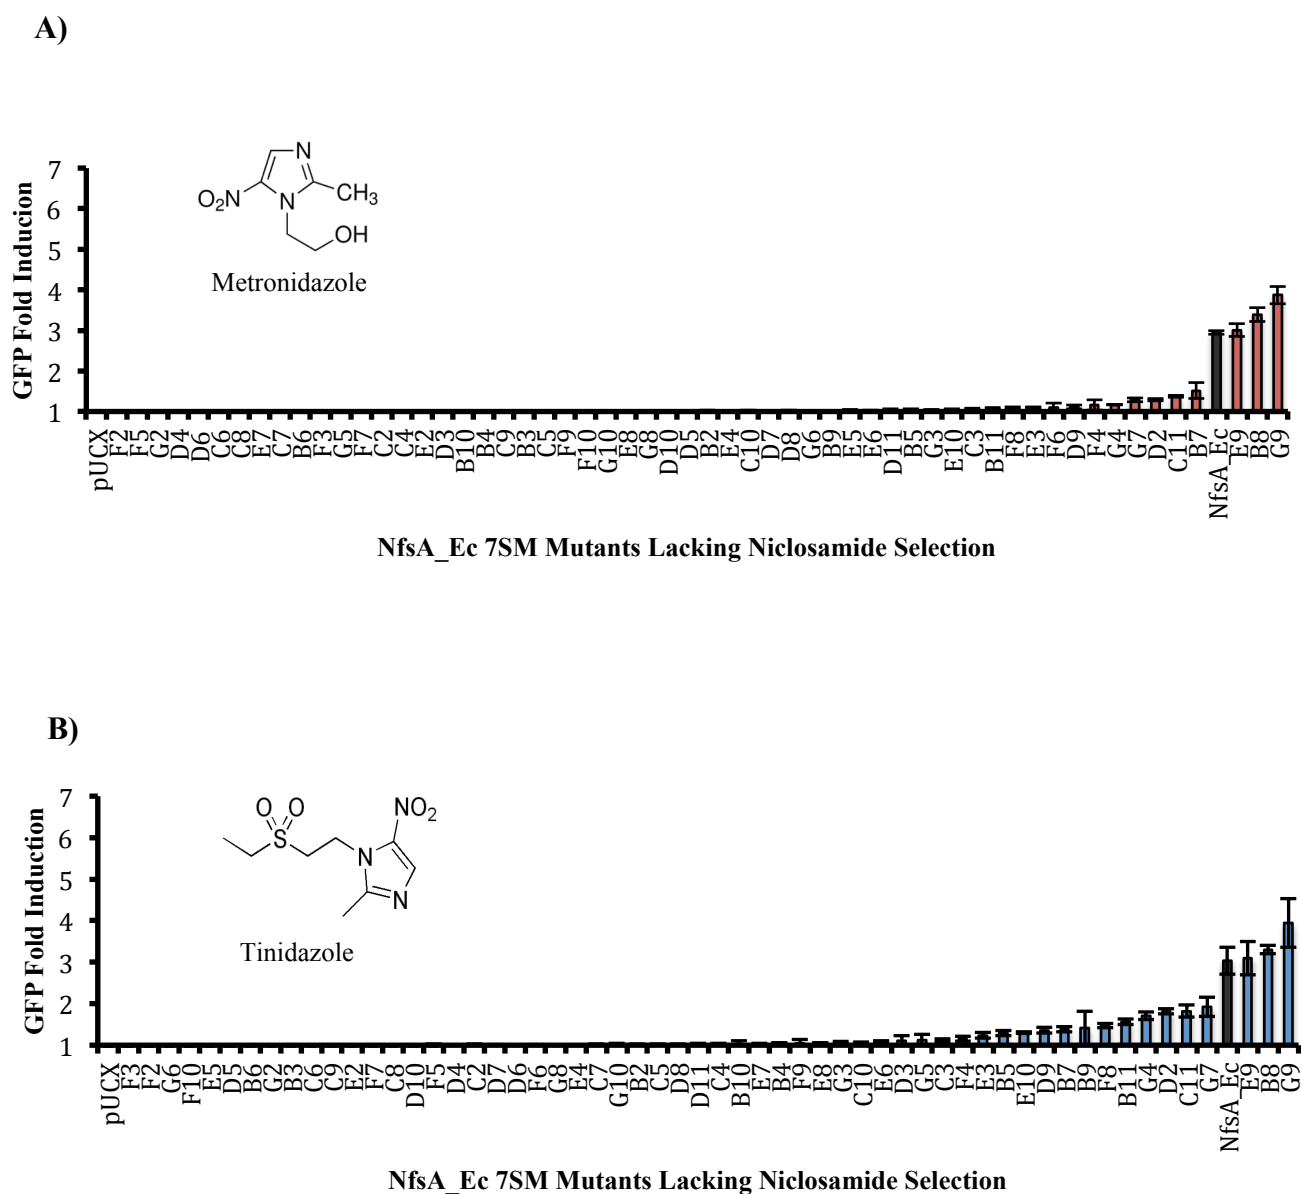 A)
7
6
5
4
3
2
1
GFP Fold Inducion
N
O2N
N
CH3
OH
Metronidazole
pUCX F2 F5 G2 D4 D6 C6 C8 E7 C7 B6 F3 G5 F7 C2 C4 E2 D3 B10 B4 C9 B3 C5 F9 F10 G10 E8 G8 D10 D5 B2 E4 C10 D7 D8 G6 B9 E5 E6 D11 B5 G3 E10 C3 B11 F8 E3 F6 D9 F4 G4 G7 D2 C11 B7 NfsA_Ec E9 B8 G9
NfsA_Ec 7SM Mutants Lacking Niclosamide Selection
B)
7
6
5
4
3
2
1
GFP Fold Induction
O O
S
NO2
N
N
Tinidazole
pUCX F3 F2 G6 F10 E5 D5 B6 G2 B3 C6 C9 E2 F7 C8 D10 F5 D4 C2 D7 D6 F6 G8 E4 C7 G10 B2 C5 D8 D11 C4 B10 E7 B4 F9 E8 G3 C10 E6 D3 G5 C3 F4 E3 B5 E10 D9 B7 B9 F8 B11 G4 D2 C11 G7 NfsA_Ec E9 B8 G9
NfsA_Ec 7SM Mutants Lacking Niclosamide Selection